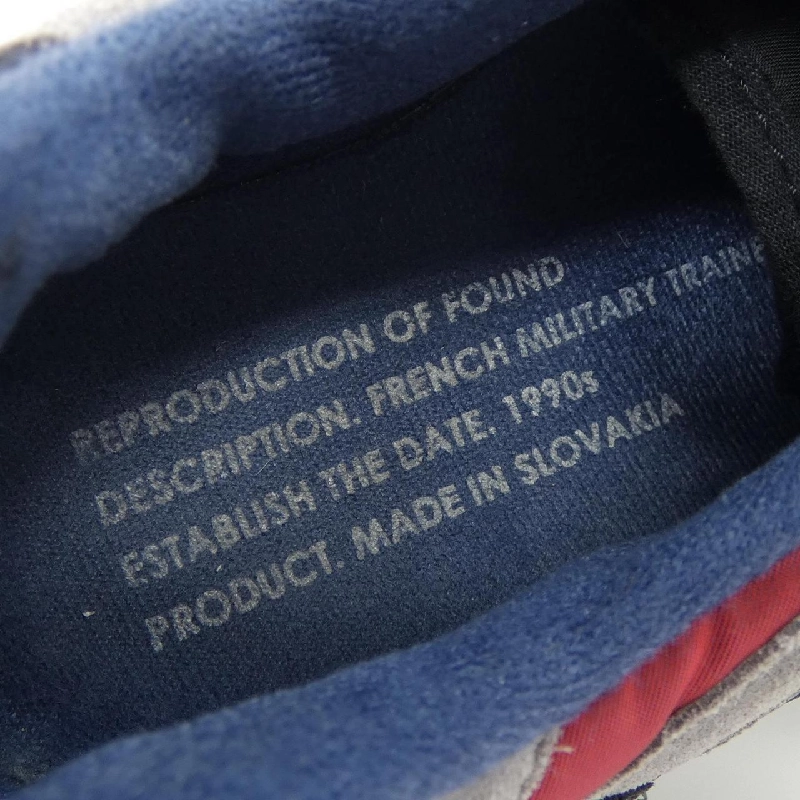 REPRODUCTION OF FOUND
DESCRIPTION. FRENCH MILITARY TRAINE
ESTABLISH THE DATE. 1990s
PRODUCT. MADE IN SLOVAKIA